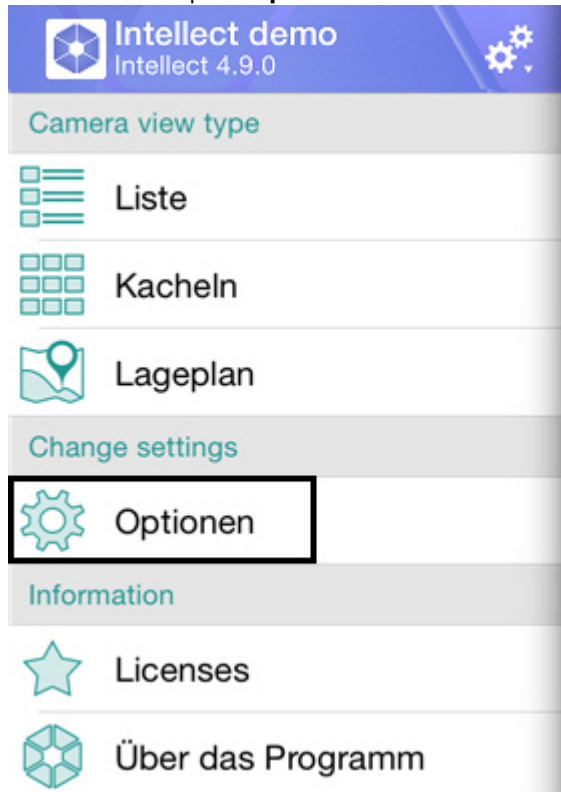 Intellect demo
Intellect 4.9.0
Camera view type
Liste
Kacheln
Lageplan
Change settings
Optionen
Information
Licenses
Über das Programm